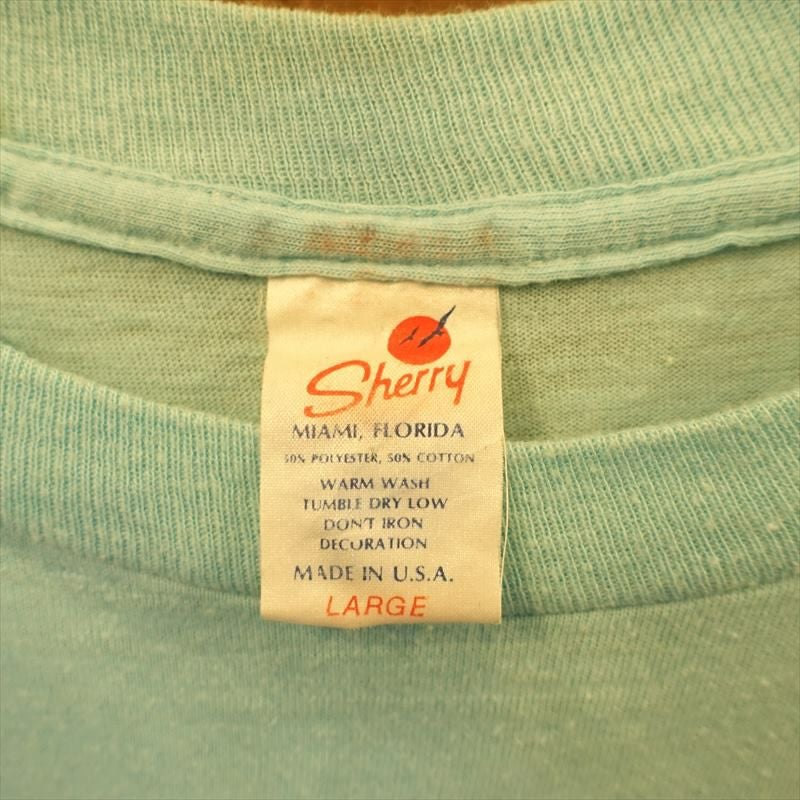 Sherry
MIAMI, FLORIDA
50% POLYESTER, 50% COTTON
WARM WASH
TUMBLE DRY LOW
DON'T IRON
DECORATION
MADE IN U.S.A.
LARGE